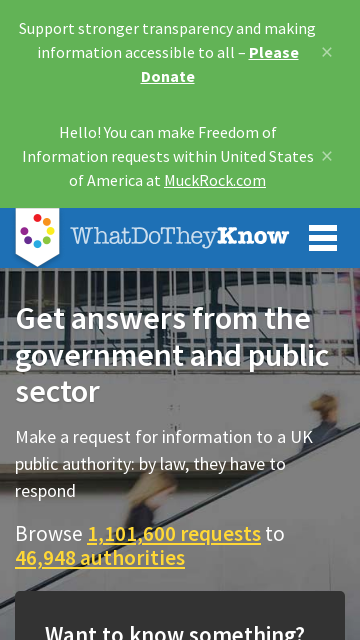 Support stronger transparency and making
information accessible to all – Please
Donate
×
Hello! You can make Freedom of
Information requests within United States
of America at MuckRock.com
×
WhatDoTheyKnow
Get answers from the
government and public
sector
Make a request for information to a UK
public authority: by law, they have to
respond
Browse 1,101,600 requests to
46,948 authorities
Want to know something?